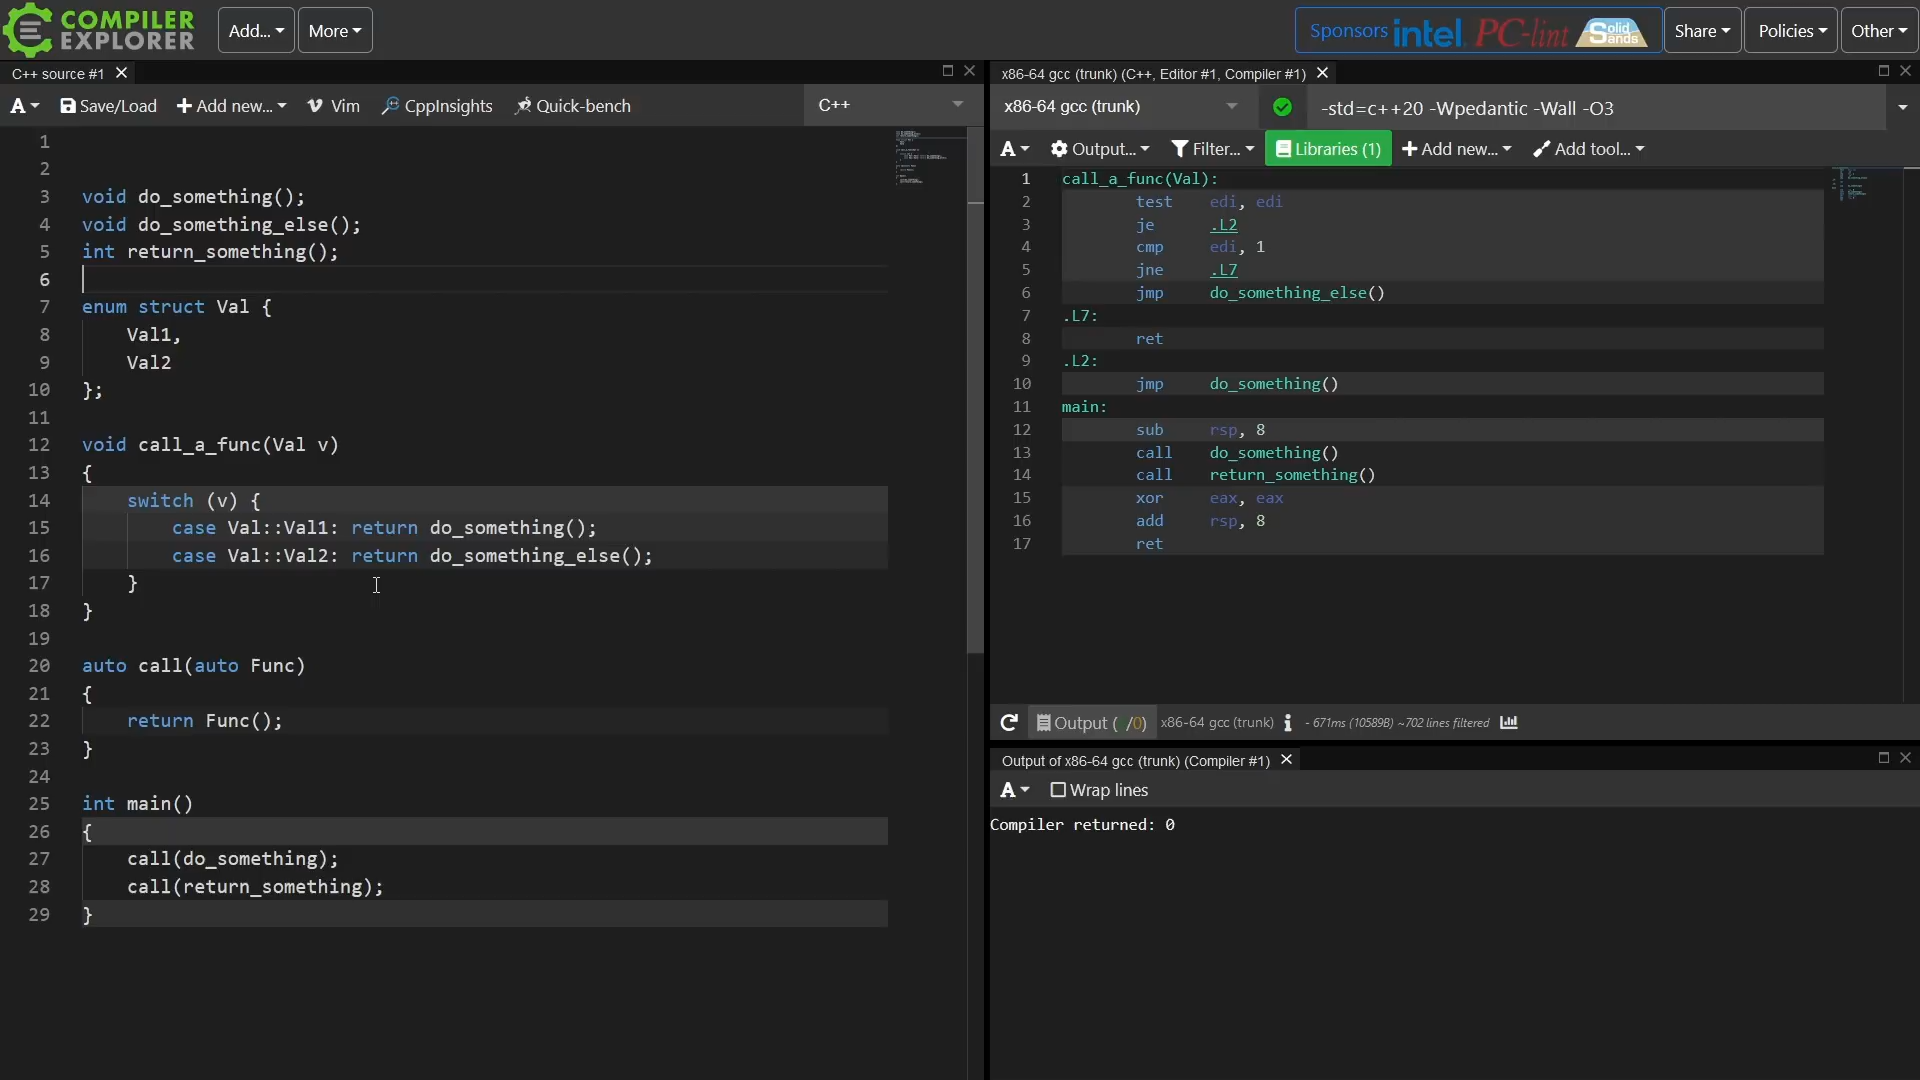 COMPILER
EXPLORER
Add...
More
Sponsors intel. PC-lint Solid Sands
Share
Policies
Other
C++ source #1
A
Save/Load
Add new...
Vim
CppInsights
Quick-bench
C++
1
2
3 void do_something();
4 void do_something_else();
5 int return_something();
6
7 enum struct Val {
8 Val1,
9 Val2
10 };
11
12 void call_a_func(Val v)
13 {
14 switch (v) {
15 case Val::Val1: return do_something();
16 case Val::Val2: return do_something_else();
17 }
18 }
19
20 auto call(auto Func)
21 {
22 return Func();
23 }
24
25 int main()
26 {
27 call(do_something);
28 call(return_something);
29 }
x86-64 gcc (trunk) (C++, Editor #1, Compiler #1)
x86-64 gcc (trunk)
-std=c++20 -Wpedantic -Wall -O3
A
Output...
Filter...
Libraries (1)
Add new...
Add tool...
1 call_a_func(Val):
2 test edi, edi
3 je .L2
4 cmp edi, 1
5 jne .L7
6 jmp do_something_else()
7 .L7:
8 ret
9 .L2:
10 jmp do_something()
11 main:
12 sub rsp, 8
13 call do_something()
14 call return_something()
15 xor eax, eax
16 add rsp, 8
17 ret
Output ( /0) x86-64 gcc (trunk) i - 671ms (10589B) ~702 lines filtered
Output of x86-64 gcc (trunk) (Compiler #1)
A
Wrap lines
Compiler returned: 0